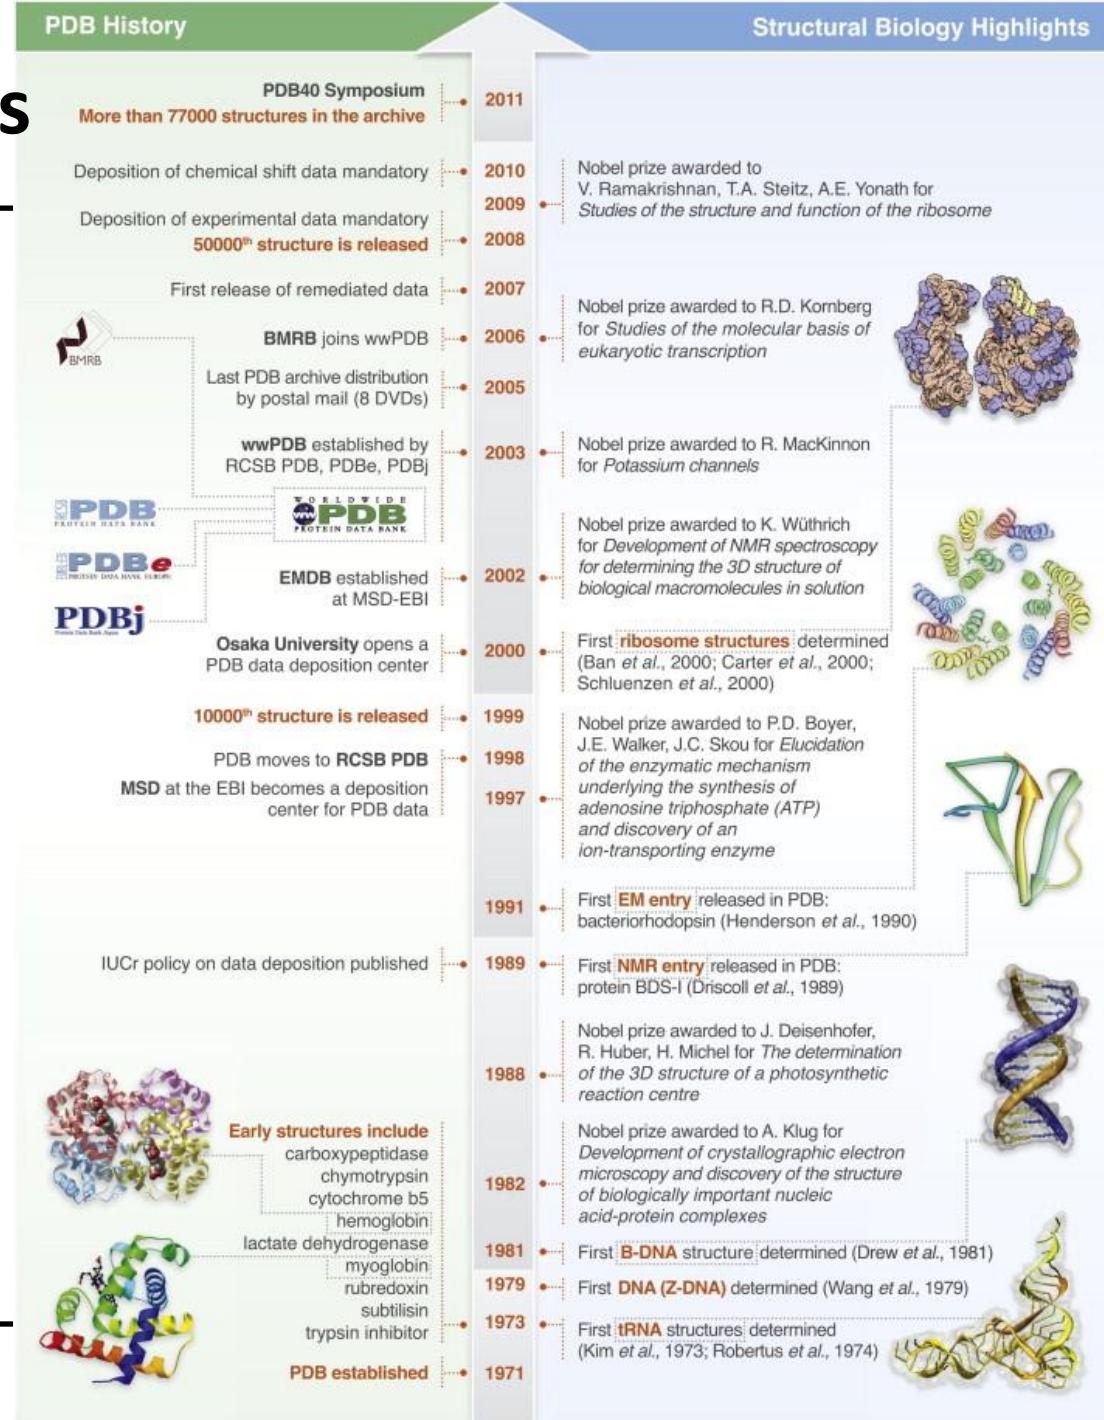 PDB History
Structural Biology Highlights
s
PDB40 Symposium
More than 77000 structures in the archive
2011
Deposition of chemical shift data mandatory
2010
Nobel prize awarded to
V. Ramakrishnan, T.A. Steitz, A.E. Yonath for
Studies of the structure and function of the ribosome
2009
Deposition of experimental data mandatory
50000th structure is released
2008
First release of remediated data
2007
Nobel prize awarded to R.D. Kornberg
for Studies of the molecular basis of
eukaryotic transcription
BMRB
BMRB joins wwPDB
2006
Last PDB archive distribution
by postal mail (8 DVDs)
2005
wwPDB established by
RCSB PDB, PDBe, PDBj
2003
Nobel prize awarded to R. MacKinnon
for Potassium channels
WORLDWIDE
PDB
PROTEIN DATA BANK
PDB
PROTEIN DATA BANK
PDBe
PROTEIN DATA BANK EUROPE
PDBj
Protein Data Bank Japan
Nobel prize awarded to K. Wüthrich
for Development of NMR spectroscopy
for determining the 3D structure of
biological macromolecules in solution
EMDB established
at MSD-EBI
2002
Osaka University opens a
PDB data deposition center
2000
First ribosome structures determined
(Ban et al., 2000; Carter et al., 2000;
Schluenzen et al., 2000)
10000th structure is released
1999
PDB moves to RCSB PDB
1998
MSD at the EBI becomes a deposition
center for PDB data
1997
Nobel prize awarded to P.D. Boyer,
J.E. Walker, J.C. Skou for Elucidation
of the enzymatic mechanism
underlying the synthesis of
adenosine triphosphate (ATP)
and discovery of an
ion-transporting enzyme
1991
First EM entry released in PDB:
bacteriorhodopsin (Henderson et al., 1990)
IUCr policy on data deposition published
1989
First NMR entry released in PDB:
protein BDS-I (Driscoll et al., 1989)
1988
Nobel prize awarded to J. Deisenhofer,
R. Huber, H. Michel for The determination
of the 3D structure of a photosynthetic
reaction centre
1982
Nobel prize awarded to A. Klug for
Development of crystallographic electron
microscopy and discovery of the structure
of biologically important nucleic
acid-protein complexes
Early structures include
carboxypeptidase
chymotrypsin
cytochrome b5
hemoglobin
lactate dehydrogenase
myoglobin
rubredoxin
subtilisin
trypsin inhibitor
1981
First B-DNA structure determined (Drew et al., 1981)
1979
First DNA (Z-DNA) determined (Wang et al., 1979)
1973
First tRNA structures determined
(Kim et al., 1973; Robertus et al., 1974)
PDB established
1971